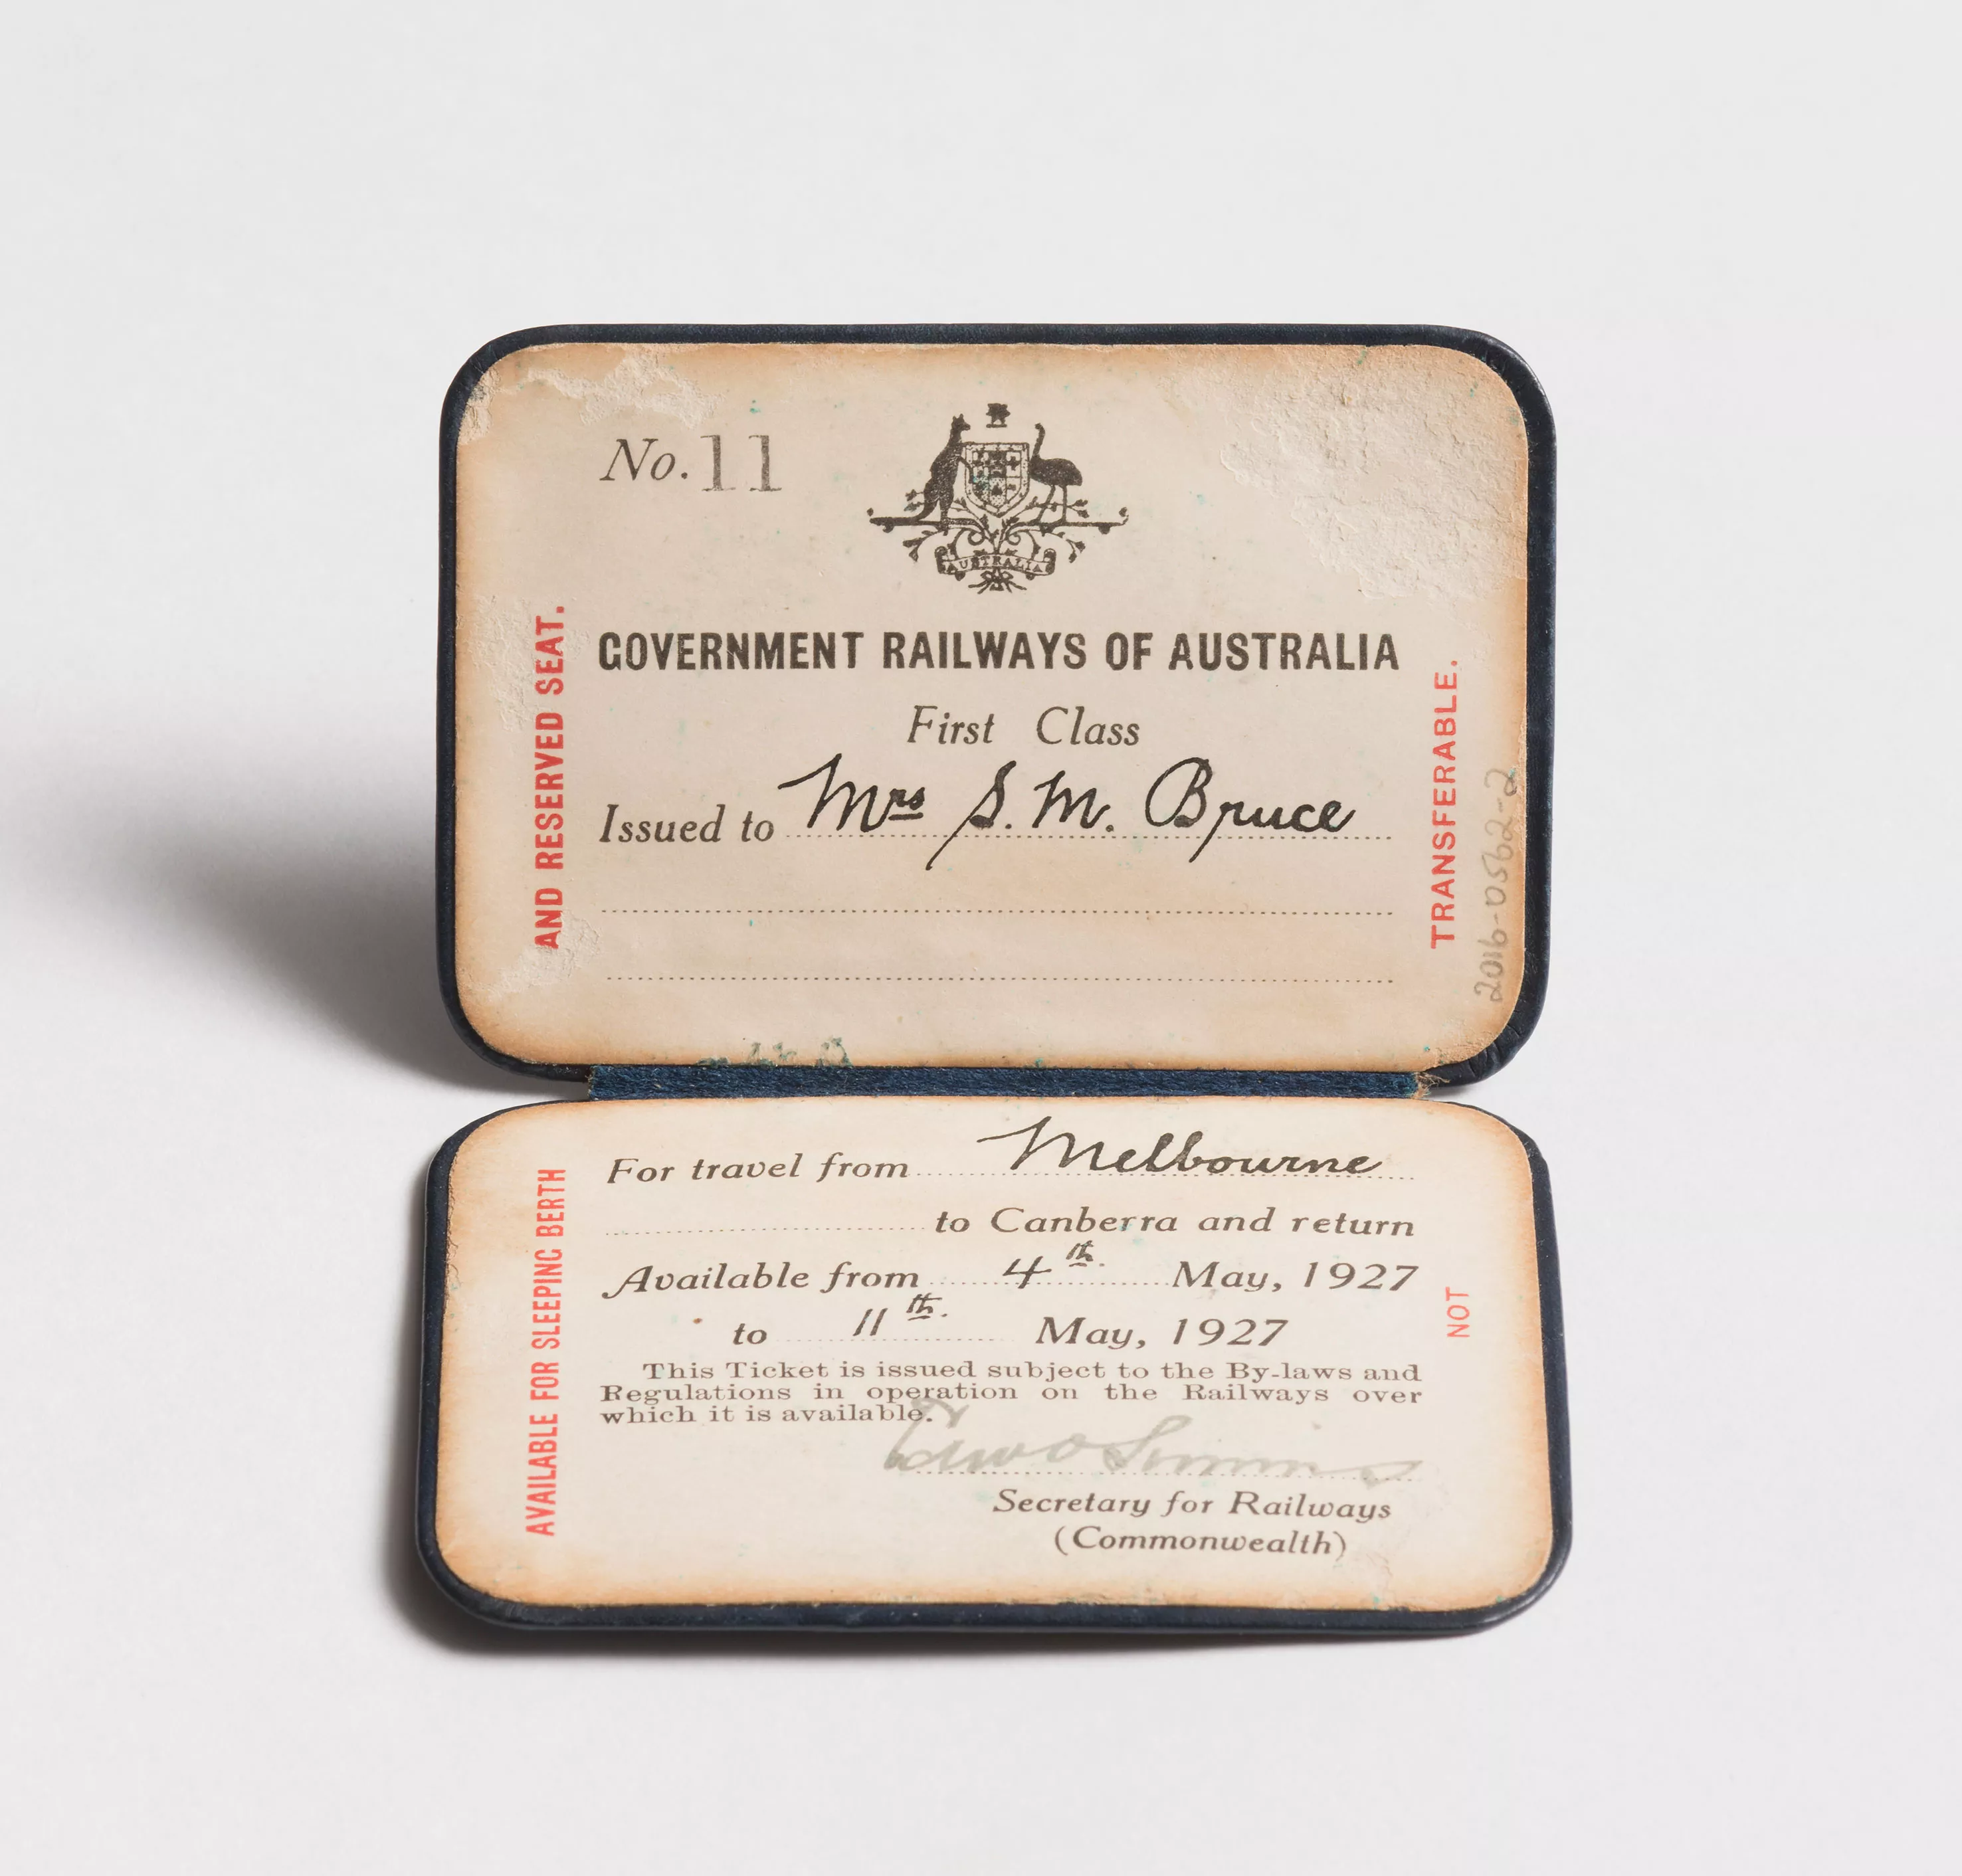 No. 11
AUSTRALIA
GOVERNMENT RAILWAYS OF AUSTRALIA
First Class
Issued to Mrs S. M. Bruce
For travel from Melbourne
to Canberra and return
Available from 4th. May, 1927
to 11th. May, 1927
This Ticket is issued subject to the By-laws and
Regulations in operation on the Railways over
which it is available.
Secretary for Railways
(Commonwealth)
AVAILABLE FOR SLEEPING BERTH AND RESERVED SEAT.
NOT TRANSFERABLE.
2016-0562-2